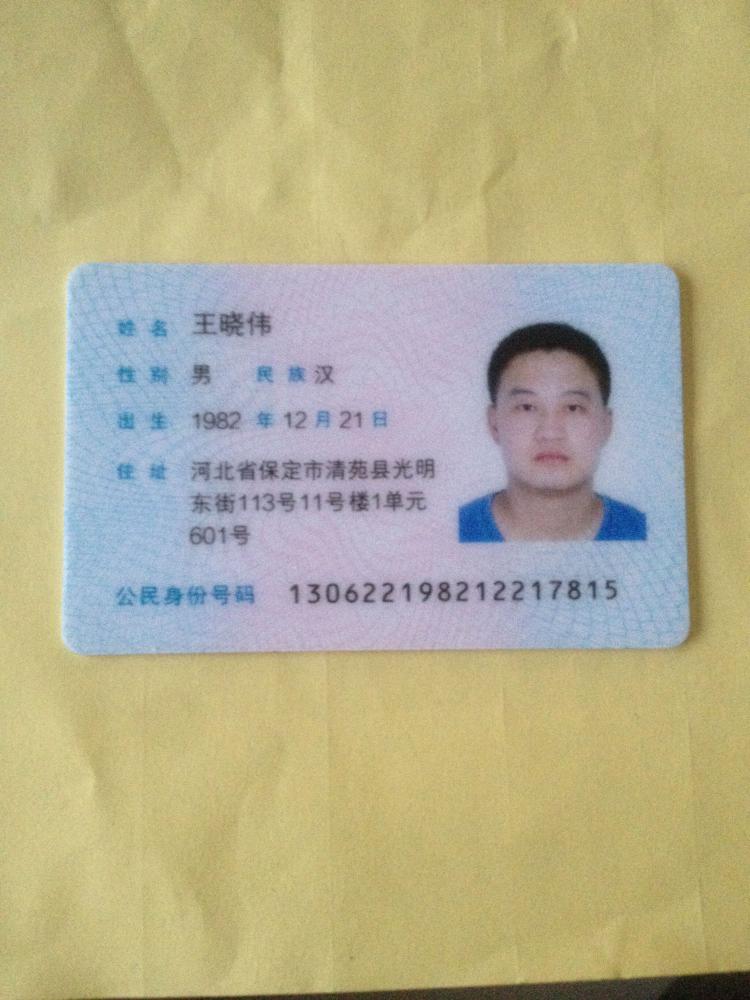 姓名 王晓伟
性别 男 民族 汉
出生 1982 年 12 月 21 日
住址 河北省保定市清苑县光明
东街113号11号楼1单元
601号
公民身份号码 130622198212217815